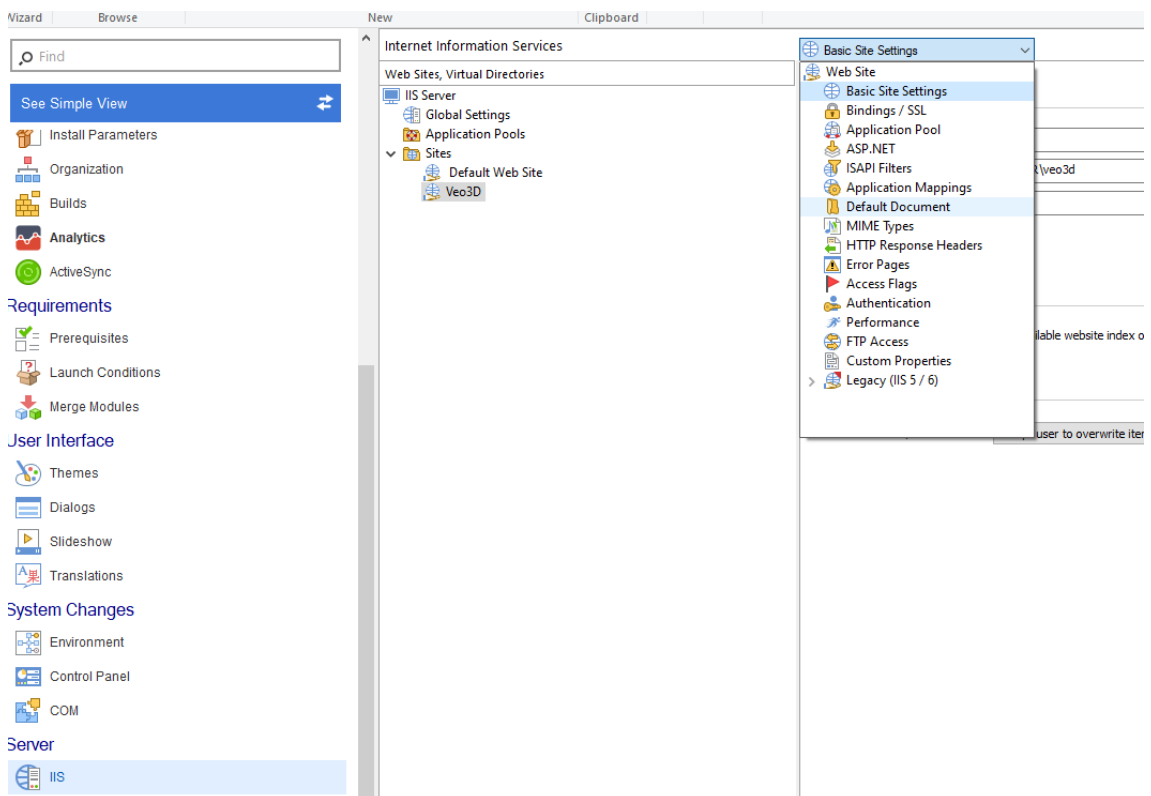 Wizard Browse New Clipboard
Find
See Simple View
Install Parameters
Organization
Builds
Analytics
ActiveSync
Requirements
Prerequisites
Launch Conditions
Merge Modules
User Interface
Themes
Dialogs
Slideshow
Translations
System Changes
Environment
Control Panel
COM
Server
IIS
Internet Information Services
Web Sites, Virtual Directories
IIS Server
Global Settings
Application Pools
Sites
Default Web Site
Veo3D
Basic Site Settings
Web Site
Basic Site Settings
Bindings / SSL
Application Pool
ASP.NET
ISAPI Filters
Application Mappings
Default Document
MIME Types
HTTP Response Headers
Error Pages
Access Flags
Authentication
Performance
FTP Access
Custom Properties
Legacy (IIS 5 / 6)
\veo3d
website index
user to overwrite